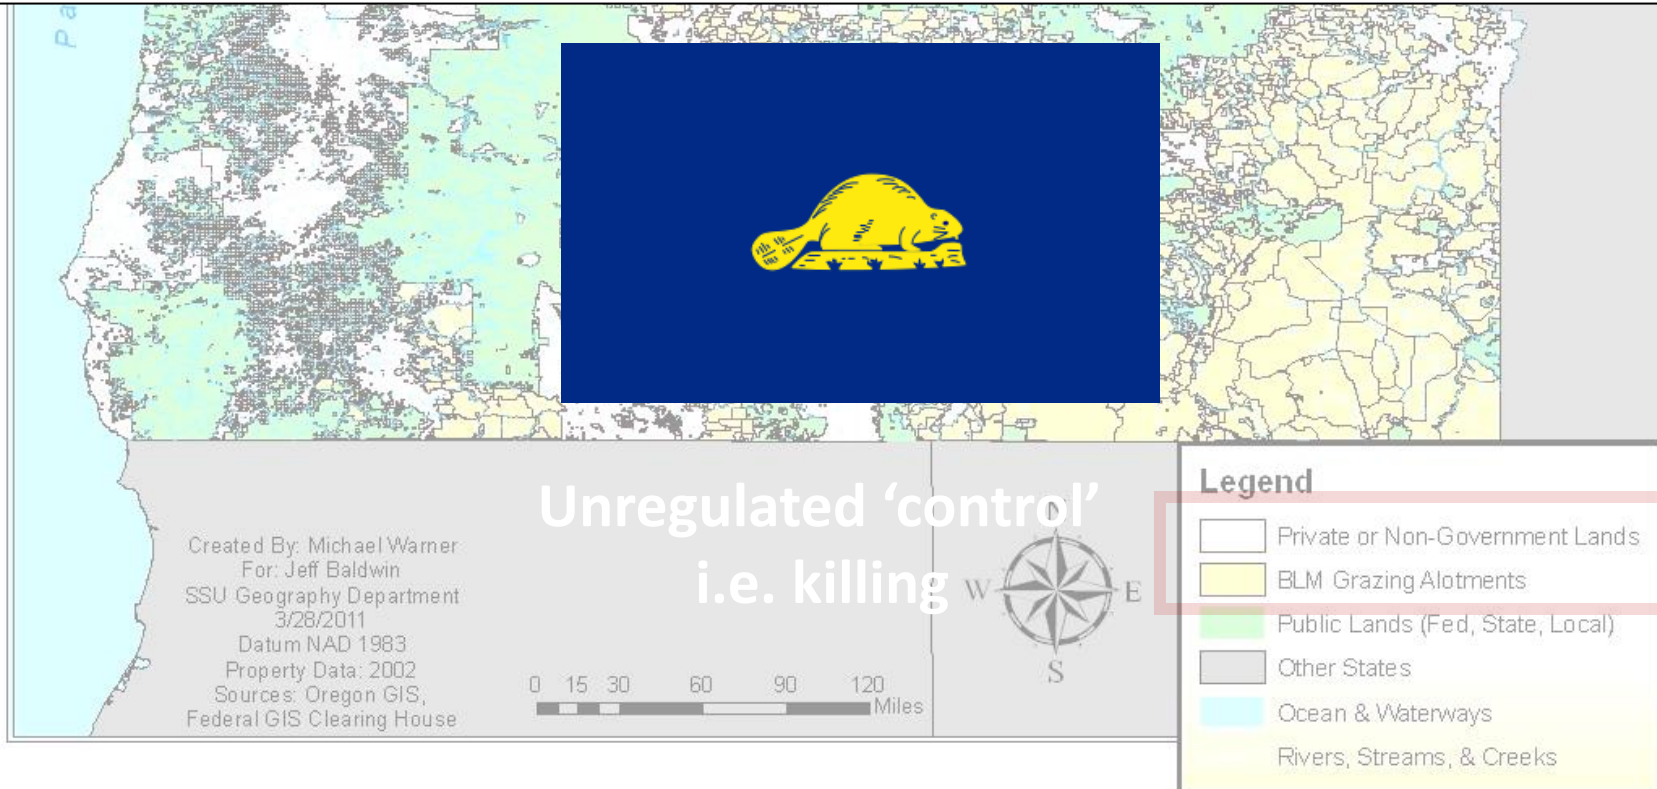 Pa
Unregulated ‘control’
i.e. killing
Created By: Michael Warner
For: Jeff Baldwin
SSU Geography Department
3/28/2011
Datum NAD 1983
Property Data: 2002
Sources: Oregon GIS,
Federal GIS Clearing House
0 15 30 60 90 120
Miles
N
W E
S
Legend
Private or Non-Government Lands
BLM Grazing Alotments
Public Lands (Fed, State, Local)
Other States
Ocean & Waterways
Rivers, Streams, & Creeks